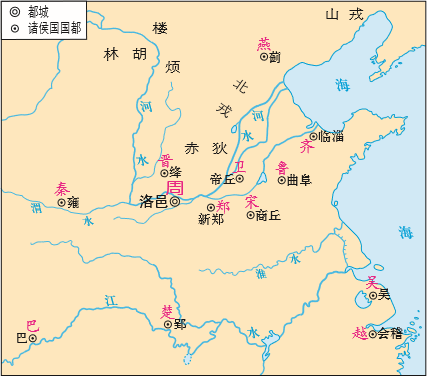 都城
诸侯国国都
山戎
楼
烦
林胡
燕
蓟
北
戎
海
河
水
河
水
赤狄
齐
临淄
晋
绛
卫
帝丘
鲁
曲阜
秦
雍
周
洛邑
郑
新郑
宋
商丘
渭
水
海
淮
水
吴
吴
江
水
楚
郢
巴
巴
越
会稽